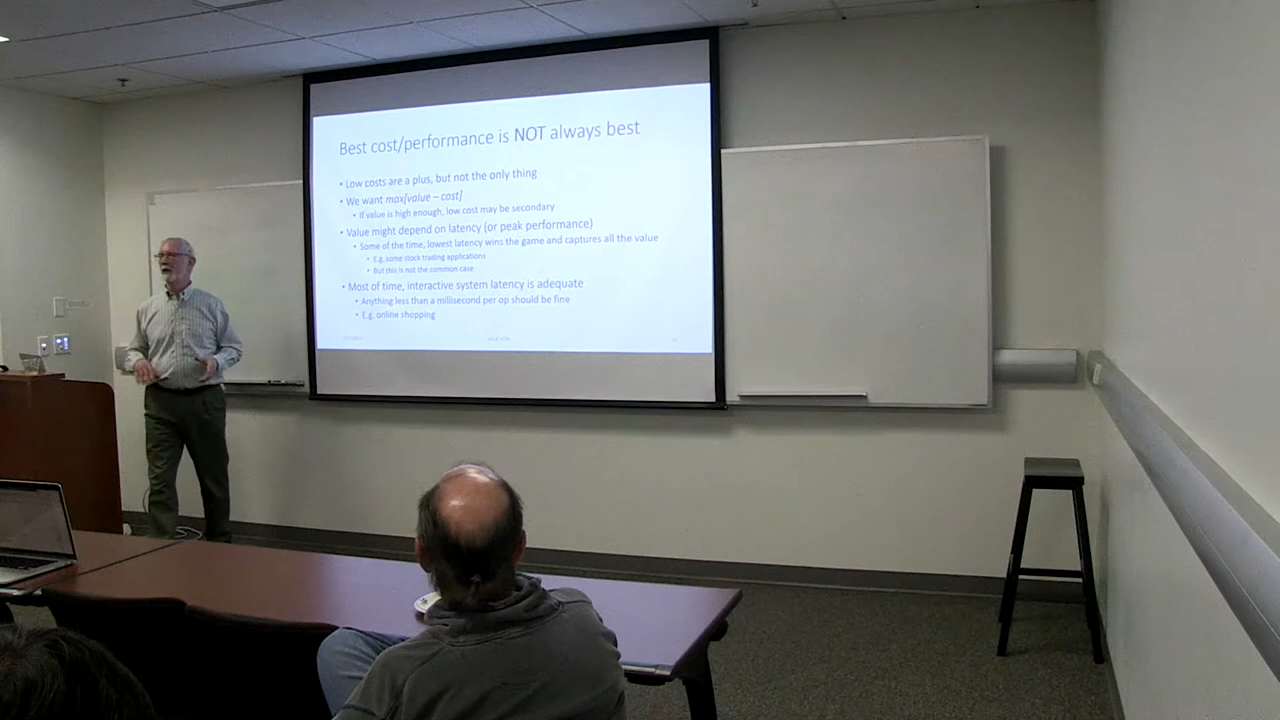 Best cost/performance is NOT always best
• Low costs are a plus, but not the only thing
• We want max[value – cost]
• If value is high enough, low cost may be secondary
• Value might depend on latency (or peak performance)
• Some of the time, lowest latency wins the game and captures all the value
• E.g. some stock trading applications
• But this is not the common case
• Most of time, interactive system latency is adequate
• Anything less than a millisecond per op should be fine
• E.g. online shopping